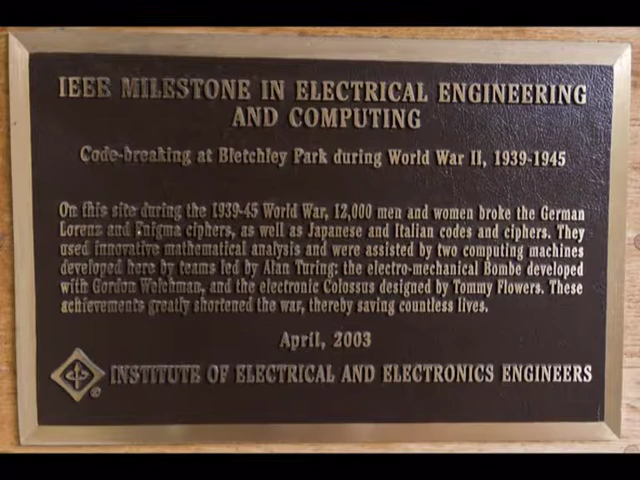 IEEE MILESTONE IN ELECTRICAL ENGINEERING
AND COMPUTING
Code-breaking at Bletchley Park during World War II, 1939-1945
On this site during the 1939-45 World War, 12,000 men and women broke the German
Lorenz and Enigma ciphers, as well as Japanese and Italian codes and ciphers. They
used innovative mathematical analysis and were assisted by two computing machines
developed here by teams led by Alan Turing: the electro-mechanical Bombe developed
with Gordon Welchman, and the electronic Colossus designed by Tommy Flowers. These
achievements greatly shortened the war, thereby saving countless lives.
April, 2003
INSTITUTE OF ELECTRICAL AND ELECTRONICS ENGINEERS